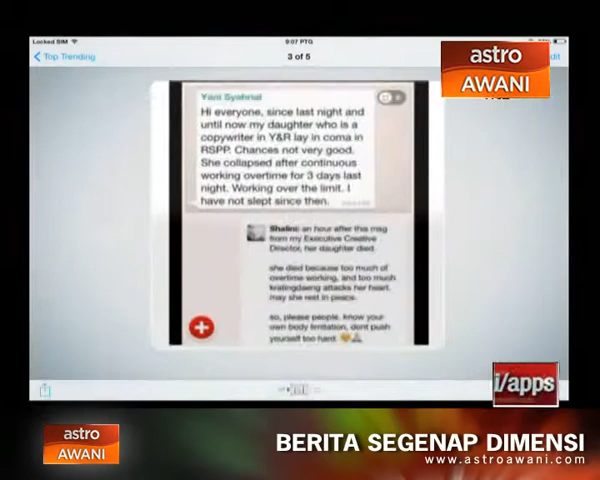 Locked SIM
9:07 PTG
Top Trending
3 of 5
astro
AWANI
Yani Syahrial
Hi everyone, since last night and
until now my daughter who is a
copywriter in Y&R lay in coma in
RSPP. Chances not very good.
She collapsed after continuous
working overtime for 3 days last
night. Working over the limit. I
have not slept since then.
Shalini: an hour after this msg
from my Executive Creative
Director, her daughter died.
she died because too much of
overtime working, and too much
kratingdaeng attacks her heart.
may she rest in peace.
so, please people. know your
own body limitation, dont push
yourself too hard.
i/apps
astro
AWANI
BERITA SEGENAP DIMENSI
www.astroawani.com